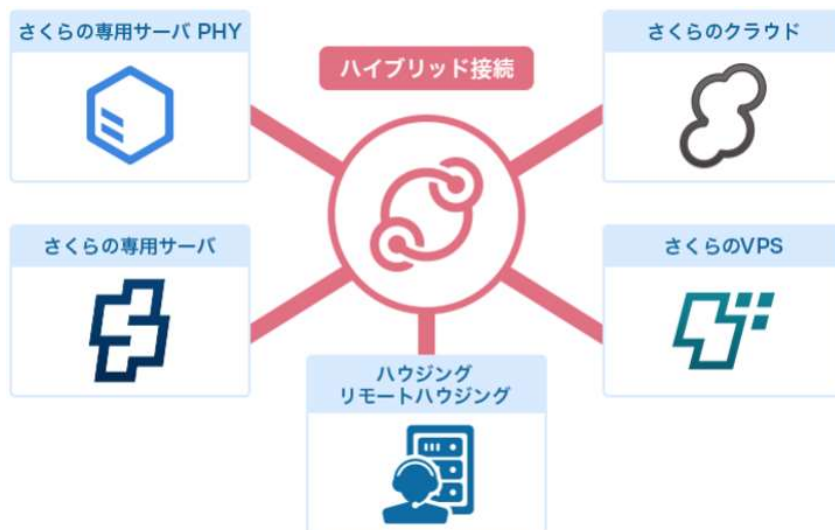 さくらの専用サーバ PHY
ハイブリッド接続
さくらのクラウド
さくらの専用サーバ
さくらのVPS
ハウジング
リモートハウジング